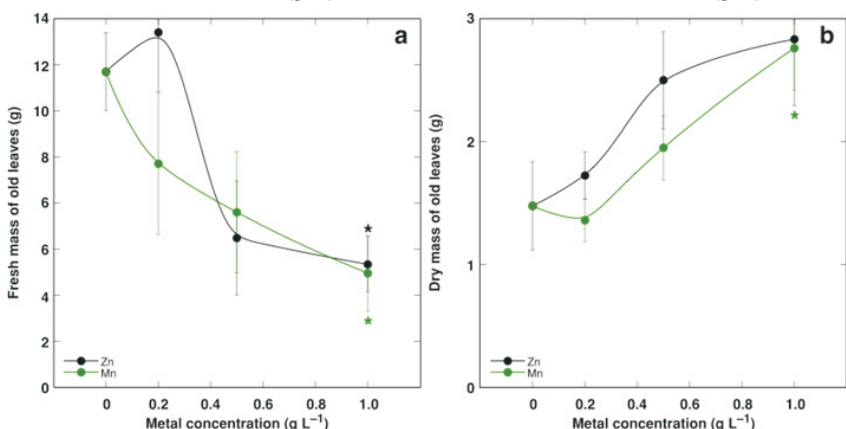 14
12
10
8
6
6
4
2
0
Fresh mass of old leaves (g)
a
*
*
Zn
Mn
0 0.2 0.4 0.6 0.8 1.0
Metal concentration (g L⁻¹)
3
2
1
0
Dry mass of old leaves (g)
b
*
Zn
Mn
0 0.2 0.4 0.6 0.8 1.0
Metal concentration (g L⁻¹)